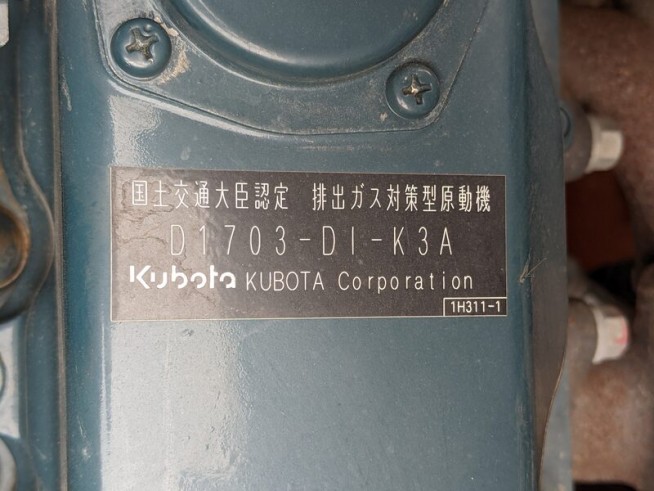 国土交通大臣認定 排出ガス対策型原動機
D1703-DI-K3A
Kubota KUBOTA Corporation
1H311-1